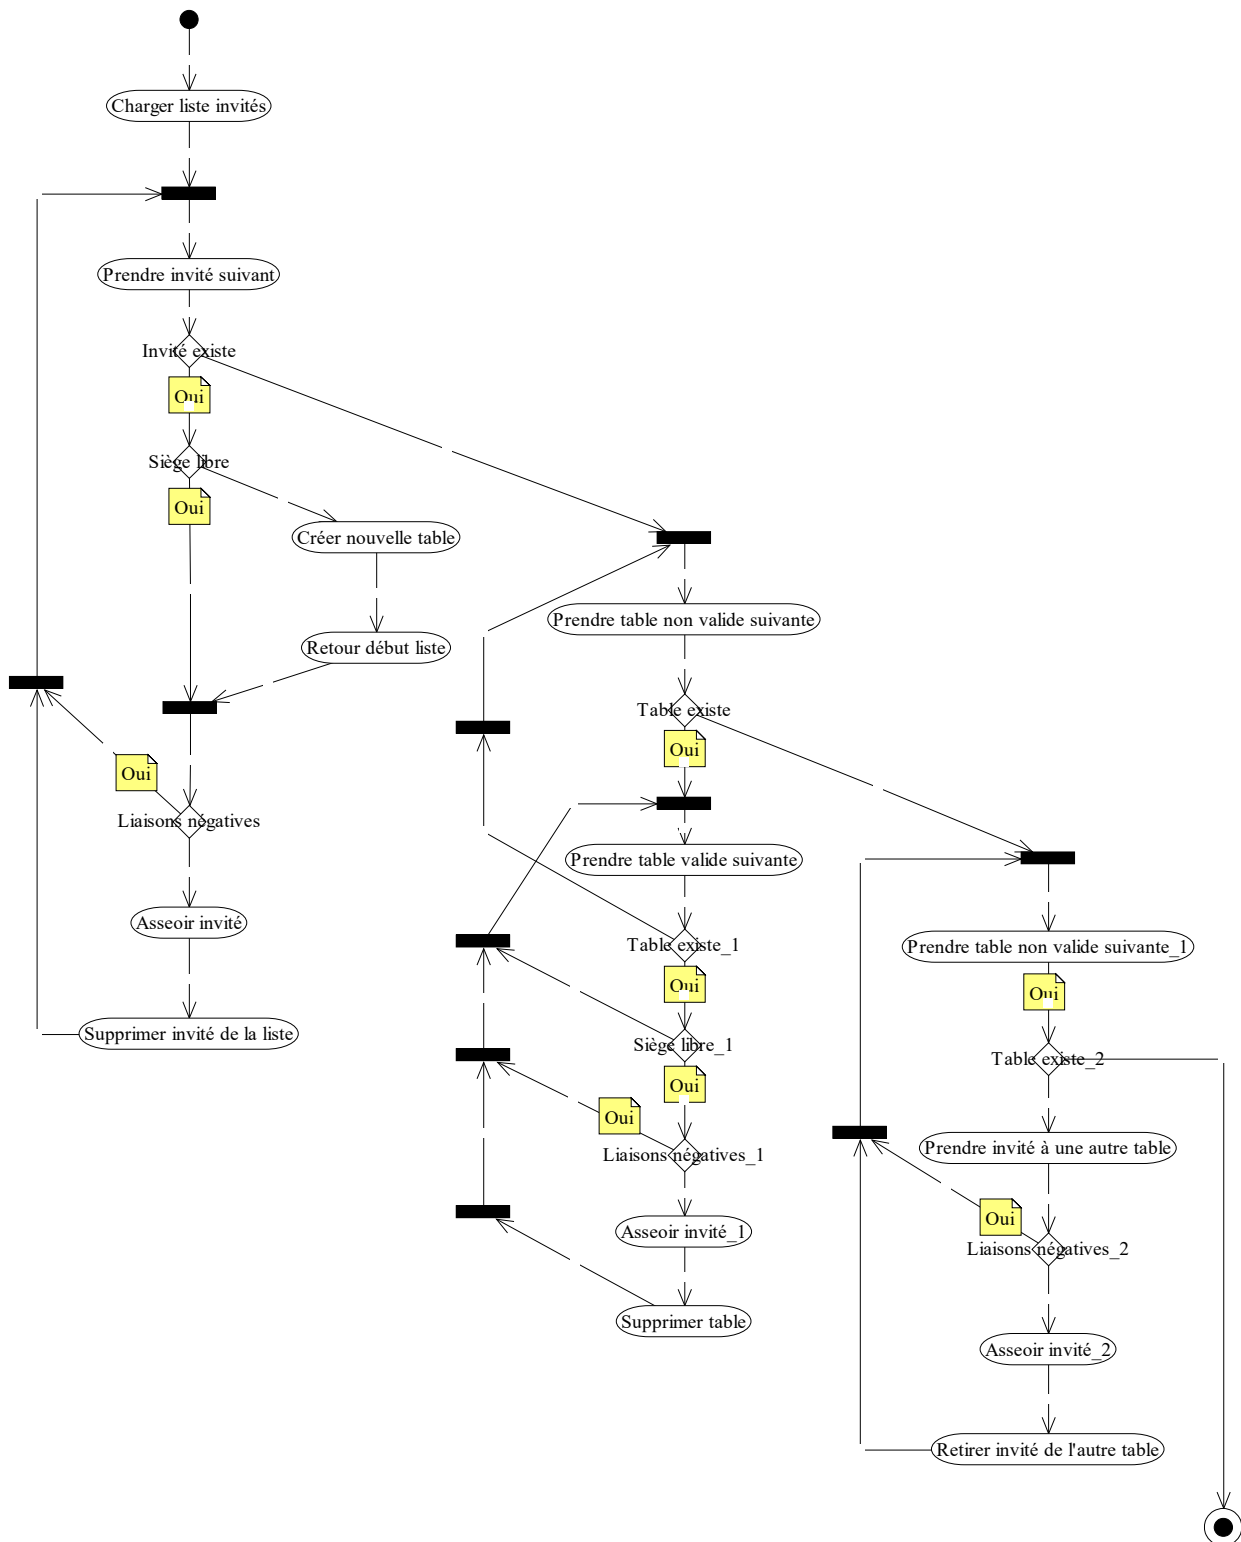 Charger liste invités
Prendre invité suivant
Invité existe
Oui
Siège libre
Oui
Créer nouvelle table
Retour début liste
Oui
Liaisons négatives
Asseoir invité
Supprimer invité de la liste
Prendre table non valide suivante
Table existe
Oui
Prendre table valide suivante
Table existe_1
Oui
Siège libre_1
Oui
Oui
Liaisons négatives_1
Asseoir invité_1
Supprimer table
Prendre table non valide suivante_1
Oui
Table existe_2
Prendre invité à une autre table
Oui
Liaisons négatives_2
Asseoir invité_2
Retirer invité de l'autre table